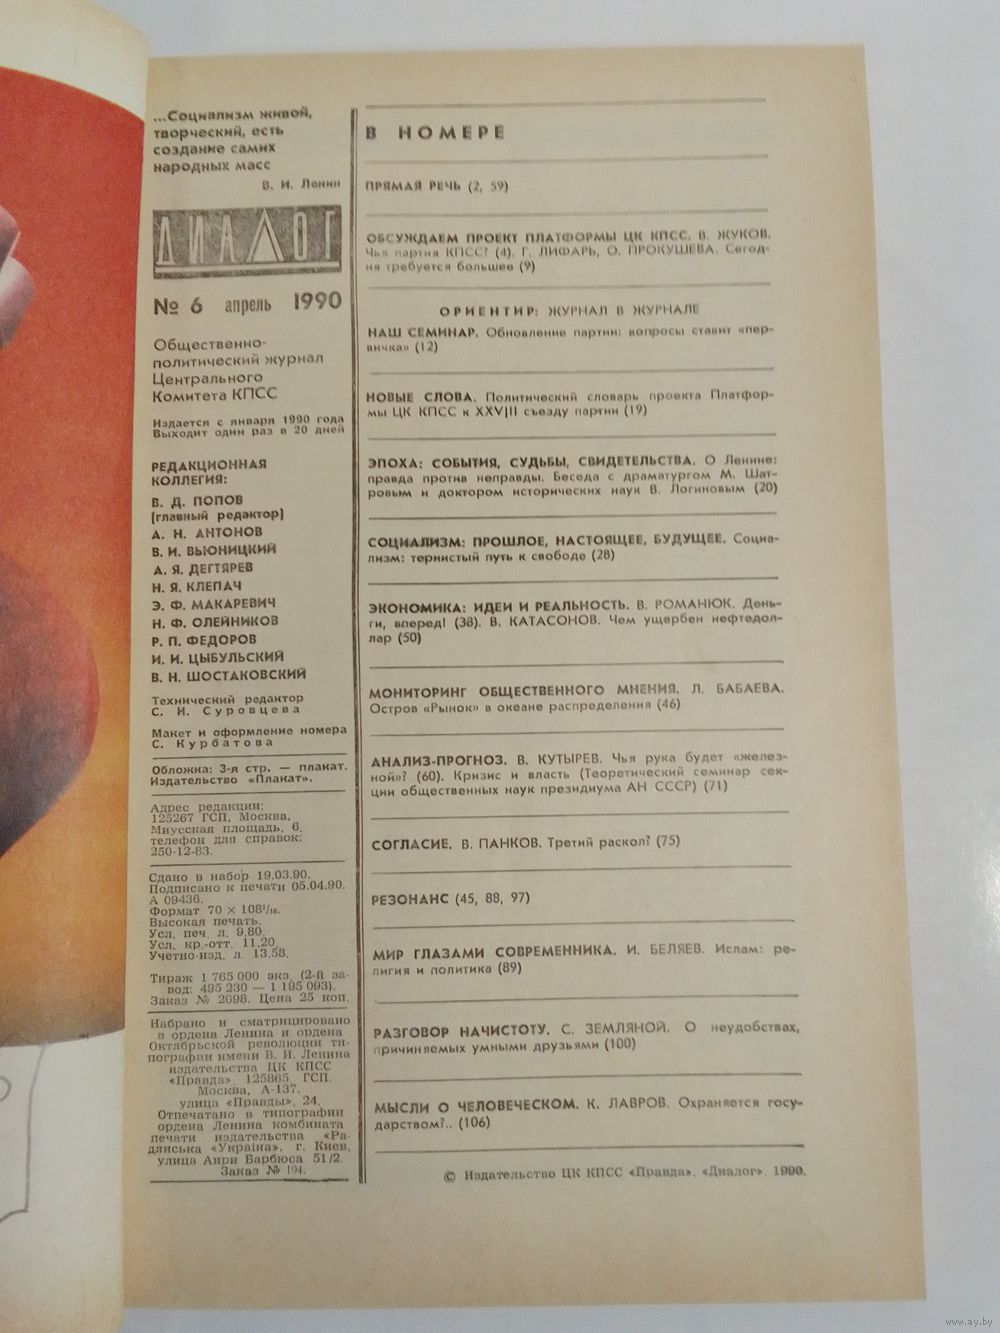 ...Социализм живой,
творческий, есть
создание самих
народных масс
В. И. Ленин
ДИАЛОГ
№ 6 апрель 1990
Общественно-
политический журнал
Центрального
Комитета КПСС
Издается с января 1990 года
Выходит один раз в 20 дней
РЕДАКЦИОННАЯ
КОЛЛЕГИЯ:
В. Д. ПОПОВ
(главный редактор)
А. Н. АНТОНОВ
В. И. ВЬЮНИЦКИЙ
А. Я. ДЕГТЯРЕВ
Н. Я. КЛЕПАЧ
Э. Ф. МАКАРЕВИЧ
Н. Ф. ОЛЕЙНИКОВ
Р. П. ФЕДОРОВ
И. И. ЦЫБУЛЬСКИЙ
В. Н. ШОСТАКОВСКИЙ
Технический редактор
С. И. Суровцева
Макет и оформление номера
С. Курбатова
Обложка: 3-я стр. — плакат.
Издательство «Плакат».
Адрес редакции:
125267 ГСП, Москва,
Миусская площадь, 6,
телефон для справок:
250-12-83.
Сдано в набор 19.03.90.
Подписано к печати 05.04.90.
А 09436.
Формат 70 × 108¹/₁₆.
Высокая печать.
Усл. печ. л. 9,80.
Усл. кр.-отт. 11,20.
Учетно-изд. л. 13,58.
Тираж 1 765 000 экз. (2-й за-
вод: 495 230 — 1 195 093).
Заказ № 2098. Цена 25 коп.
Набрано и сматрицировано
в ордена Ленина и ордена
Октябрьской революции ти-
пографии имени В. И. Ленина
издательства ЦК КПСС
«Правда», 125865 ГСП.
Москва, А-137,
улица «Правды», 24.
Отпечатано в типографии
ордена Ленина комбината
печати издательства «Ра-
дянська «Україна», г. Киев,
улица Анри Барбюса 51/2.
Заказ № 194.
В НОМЕРЕ
ПРЯМАЯ РЕЧЬ (2, 59)
ОБСУЖДАЕМ ПРОЕКТ ПЛАТФОРМЫ ЦК КПСС. В. ЖУКОВ.
Чья партия КПСС? (4). Г. ЛИФАРЬ, О. ПРОКУШЕВА. Сегод-
ня требуется большее (9)
ОРИЕНТИР: ЖУРНАЛ В ЖУРНАЛЕ
НАШ СЕМИНАР. Обновление партии: вопросы ставит «пер-
вичка» (12)
НОВЫЕ СЛОВА. Политический словарь проекта Платфор-
мы ЦК КПСС к XXVIII съезду партии (19)
ЭПОХА: СОБЫТИЯ, СУДЬБЫ, СВИДЕТЕЛЬСТВА. О Ленине:
правда против неправды. Беседа с драматургом М. Шат-
ровым и доктором исторических наук В. Логиновым (20)
СОЦИАЛИЗМ: ПРОШЛОЕ, НАСТОЯЩЕЕ, БУДУЩЕЕ. Социа-
лизм: тернистый путь к свободе (28)
ЭКОНОМИКА: ИДЕИ И РЕАЛЬНОСТЬ. В. РОМАНЮК. День-
ги, вперед! (38). В. КАТАСОНОВ. Чем ущербен нефтедол-
лар (50)
МОНИТОРИНГ ОБЩЕСТВЕННОГО МНЕНИЯ. Л. БАБАЕВА.
Остров «Рынок» в океане распределения (46)
АНАЛИЗ-ПРОГНОЗ. В. КУТЫРЕВ. Чья рука будет «желез-
ной»? (60). Кризис и власть (Теоретический семинар сек-
ции общественных наук президиума АН СССР) (71)
СОГЛАСИЕ. В. ПАНКОВ. Третий раскол? (75)
РЕЗОНАНС (45, 88, 97)
МИР ГЛАЗАМИ СОВРЕМЕННИКА. И. БЕЛЯЕВ. Ислам: ре-
лигия и политика (89)
РАЗГОВОР НАЧИСТОТУ. С. ЗЕМЛЯНОЙ. О неудобствах,
причиняемых умными друзьями (100)
МЫСЛИ О ЧЕЛОВЕЧЕСКОМ. К. ЛАВРОВ. Охраняется госу-
дарством?.. (106)
© Издательство ЦК КПСС «Правда», «Диалог», 1990.
www.ay.by